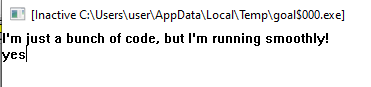 [Inactive C:\Users\user\AppData\Local\Temp\goal$000.exe]
I'm just a bunch of code, but I'm running smoothly!
yes